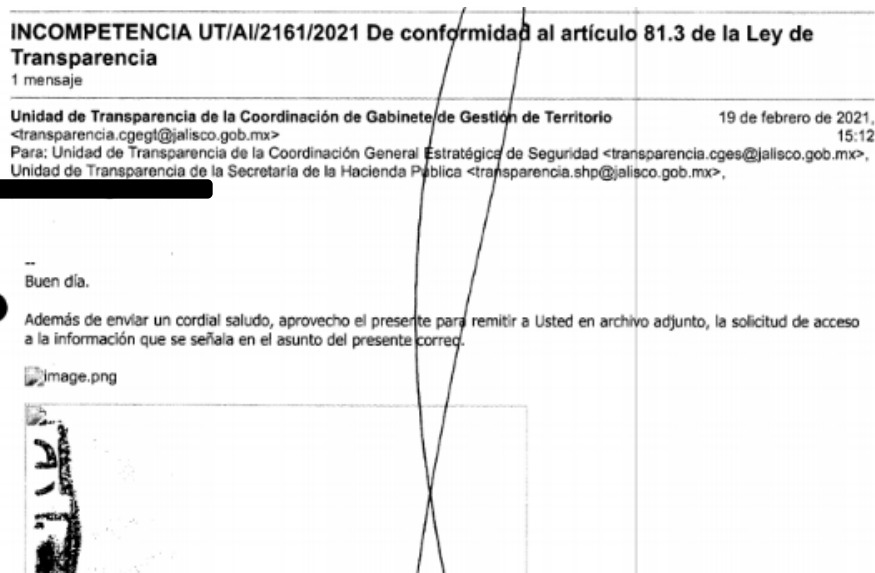 INCOMPETENCIA UT/AI/2161/2021 De conformidad al artículo 81.3 de la Ley de
Transparencia
1 mensaje
Unidad de Transparencia de la Coordinación de Gabinete de Gestión de Territorio 19 de febrero de 2021,
<transparencia.cgegt@jalisco.gob.mx> 15:12
Para: Unidad de Transparencia de la Coordinación General Estratégica de Seguridad <transparencia.cges@jalisco.gob.mx>,
Unidad de Transparencia de la Secretaría de la Hacienda Pública <transparencia.shp@jalisco.gob.mx>,
--
Buen día.
Además de enviar un cordial saludo, aprovecho el presente para remitir a Usted en archivo adjunto, la solicitud de acceso
a la información que se señala en el asunto del presente correo.
image.png